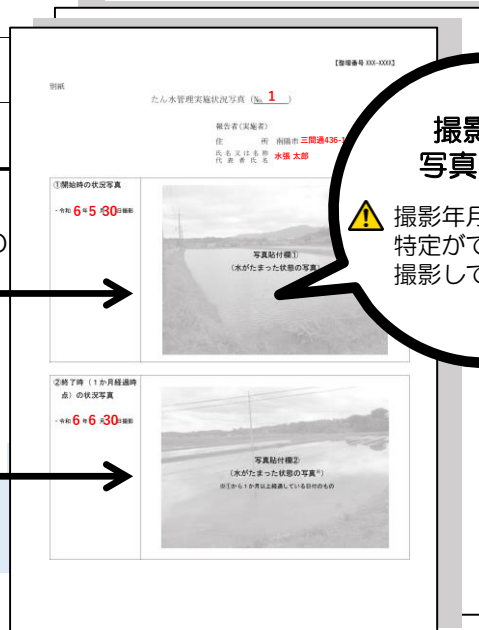 【整理番号 XXX-XXXX】
別紙
たん水管理実施状況写真 (№ 1 )
報告者(実施者)
住 所 南陽市三間通436-1
氏名又は名称 水張 太郎
代表者氏名
①開始時の状況写真
・令和 6 年 5 月 30 日撮影
写真貼付欄①
(水がたまった状態の写真)
②終了時(1か月経過時
点)の状況写真
・令和 6 年 6 月 30 日撮影
写真貼付欄②
(水がたまった状態の写真※)
※①から1か月以上経過している日付のもの
の
撮影
写真
撮影年月
特定がで
撮影して